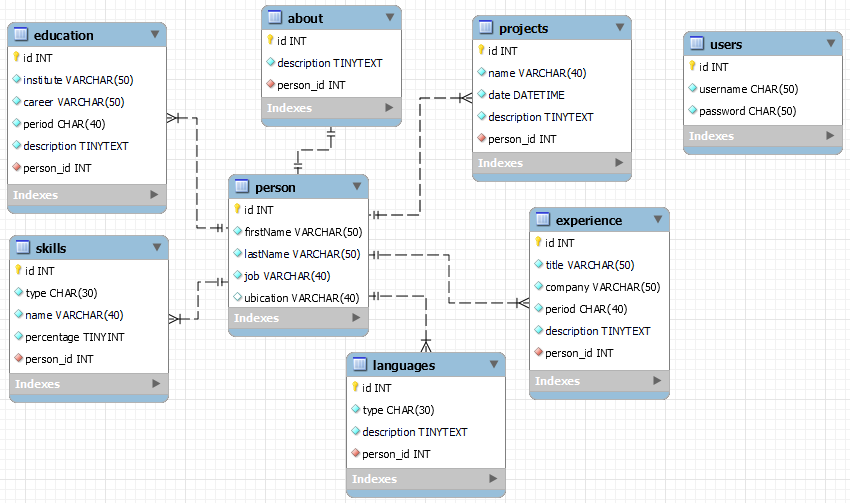 education
id INT
institute VARCHAR(50)
career VARCHAR(50)
period CHAR(40)
description TINYTEXT
person_id INT
Indexes
about
id INT
description TINYTEXT
person_id INT
Indexes
projects
id INT
name VARCHAR(40)
date DATETIME
description TINYTEXT
person_id INT
Indexes
users
id INT
username CHAR(50)
password CHAR(50)
Indexes
person
id INT
firstName VARCHAR(50)
lastName VARCHAR(50)
job VARCHAR(40)
ubication VARCHAR(40)
Indexes
skills
id INT
type CHAR(30)
name VARCHAR(40)
percentage TINYINT
person_id INT
Indexes
experience
id INT
title VARCHAR(50)
company VARCHAR(50)
period CHAR(40)
description TINYTEXT
person_id INT
Indexes
languages
id INT
type CHAR(30)
description TINYTEXT
person_id INT
Indexes